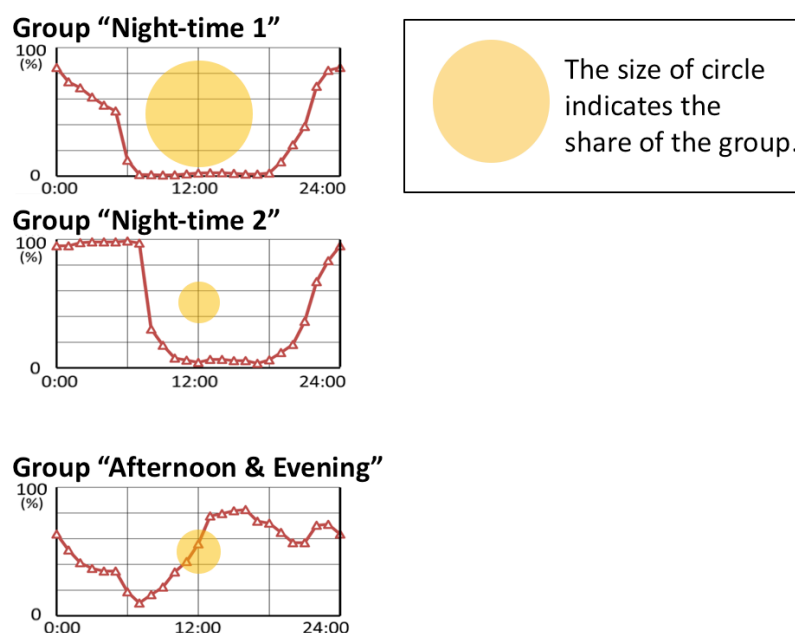 Group “Night-time 1”
100
(%)
0
0:00 12:00 24:00
The size of circle
indicates the
share of the group.
Group “Night-time 2”
100
(%)
0
0:00 12:00 24:00
Group “Afternoon & Evening”
100
(%)
0
0:00 12:00 24:00